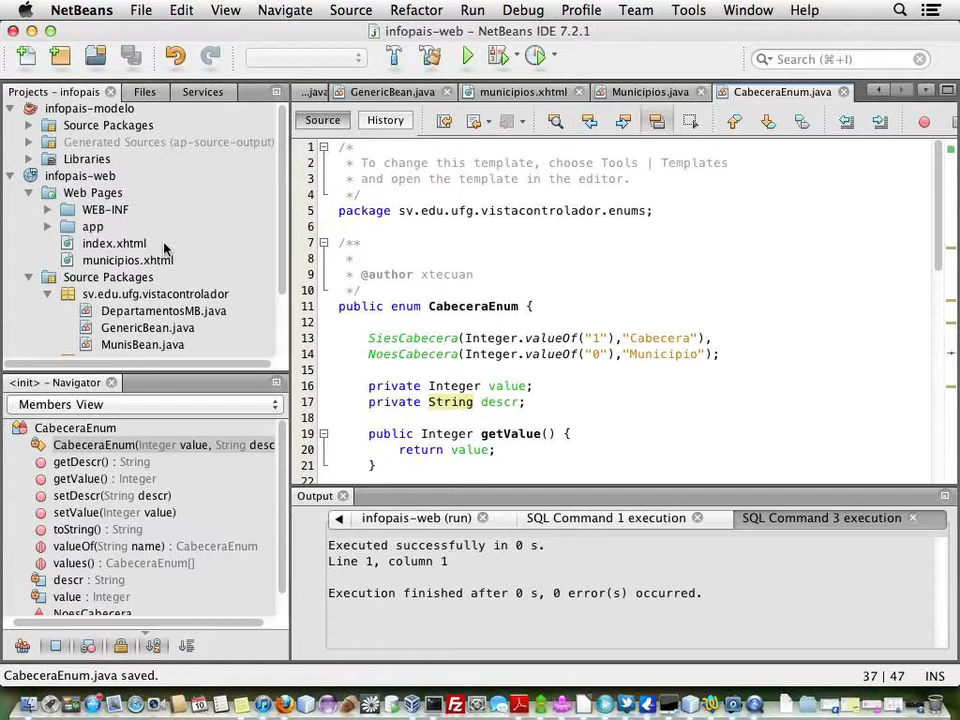 NetBeans File Edit View Navigate Source Refactor Run Debug Profile Team Tools Window Help
infopais-web - NetBeans IDE 7.2.1
Search (⌘+I)
Projects - infopais Files Services
...java GenericBean.java municipios.xhtml Municipios.java CabeceraEnum.java
infopais-modelo
Source Packages
Generated Sources (ap-source-output)
Libraries
infopais-web
Web Pages
WEB-INF
app
index.xhtml
municipios.xhtml
Source Packages
sv.edu.ufg.vistacontrolador
DepartamentosMB.java
GenericBean.java
MunisBean.java
Source History
1 /*
2 * To change this template, choose Tools | Templates
3 * and open the template in the editor.
4 */
5 package sv.edu.ufg.vistacontrolador.enums;
6
7 /**
8 *
9 * @author xtecuan
10 */
11 public enum CabeceraEnum {
12
13 SiesCabecera(Integer.valueOf("1"),"Cabecera"),
14 NoesCabecera(Integer.valueOf("0"),"Municipio");
15
16 private Integer value;
17 private String descr;
18
19 public Integer getValue() {
20 return value;
21 }
22
<init> - Navigator
Members View
CabeceraEnum
CabeceraEnum(Integer value, String desc
getDescr() : String
getValue() : Integer
setDescr(String descr)
setValue(Integer value)
toString() : String
valueOf(String name) : CabeceraEnum
values() : CabeceraEnum[]
descr : String
value : Integer
NoesCabecera
Output
infopais-web (run) SQL Command 1 execution SQL Command 3 execution
Executed successfully in 0 s.
Line 1, column 1
Execution finished after 0 s, 0 error(s) occurred.
CabeceraEnum.java saved.
37 | 47 INS